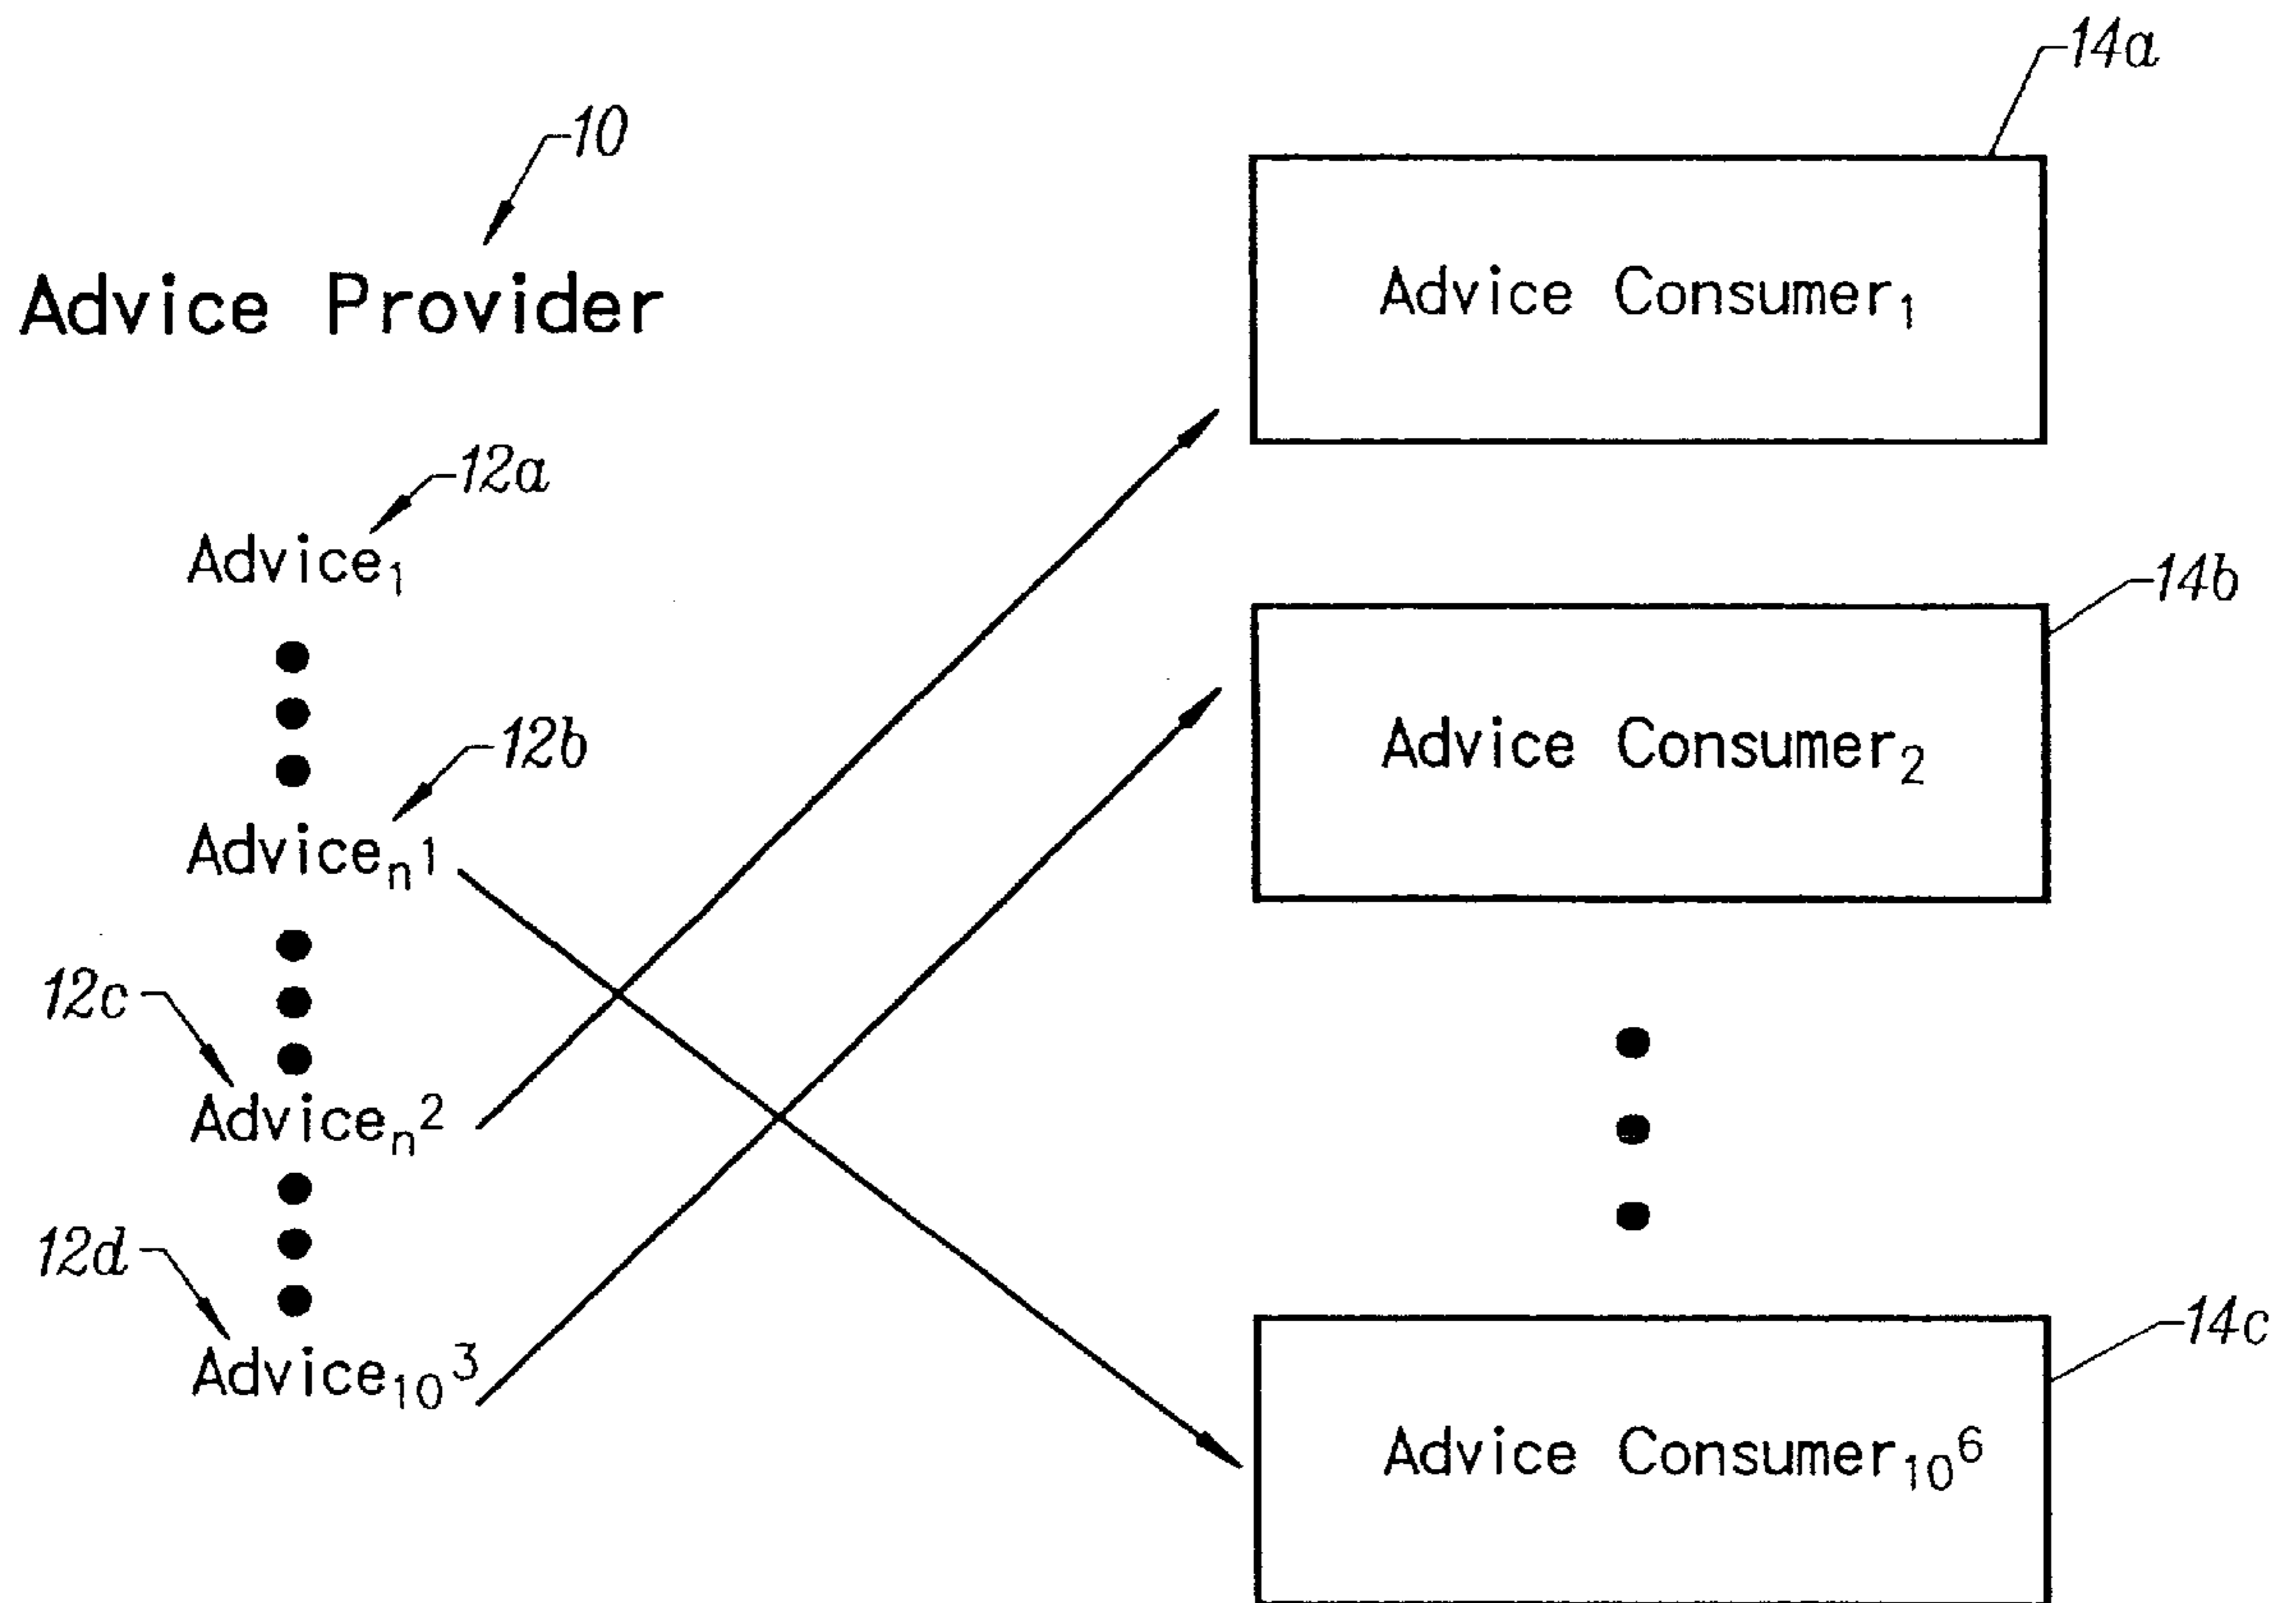 10
Advice Provider
12a
Advice₁
12b
Adviceₙ1
12c
Adviceₙ2
12d
Advice₁₀3
14a
Advice Consumer₁
14b
Advice Consumer₂
14c
Advice Consumer₁₀6